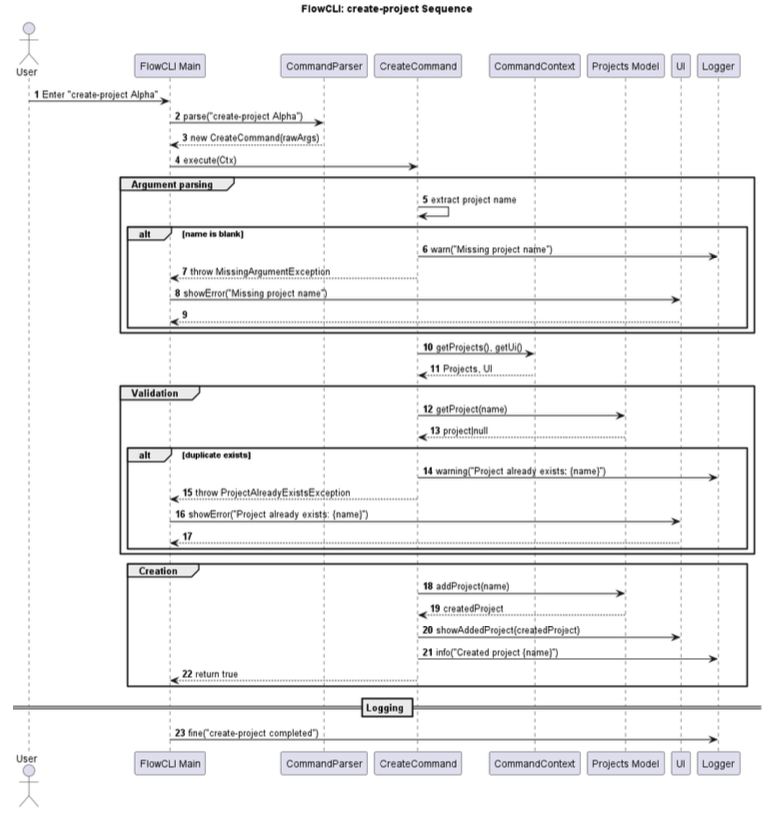 FlowCLI: create-project Sequence
User
FlowCLI Main
CommandParser
CreateCommand
CommandContext
Projects Model
UI
Logger
1 Enter "create-project Alpha"
2 parse("create-project Alpha")
3 new CreateCommand(rawArgs)
4 execute(Ctx)
Argument parsing
5 extract project name
alt [name is blank]
6 warn("Missing project name")
7 throw MissingArgumentException
8 showError("Missing project name")
9
10 getProjects(), getUi()
11 Projects, UI
Validation
12 getProject(name)
13 project|null
alt [duplicate exists]
14 warning("Project already exists: {name}")
15 throw ProjectAlreadyExistsException
16 showError("Project already exists: {name}")
17
Creation
18 addProject(name)
19 createdProject
20 showAddedProject(createdProject)
21 info("Created project {name}")
22 return true
Logging
23 fine("create-project completed")
User
FlowCLI Main
CommandParser
CreateCommand
CommandContext
Projects Model
UI
Logger